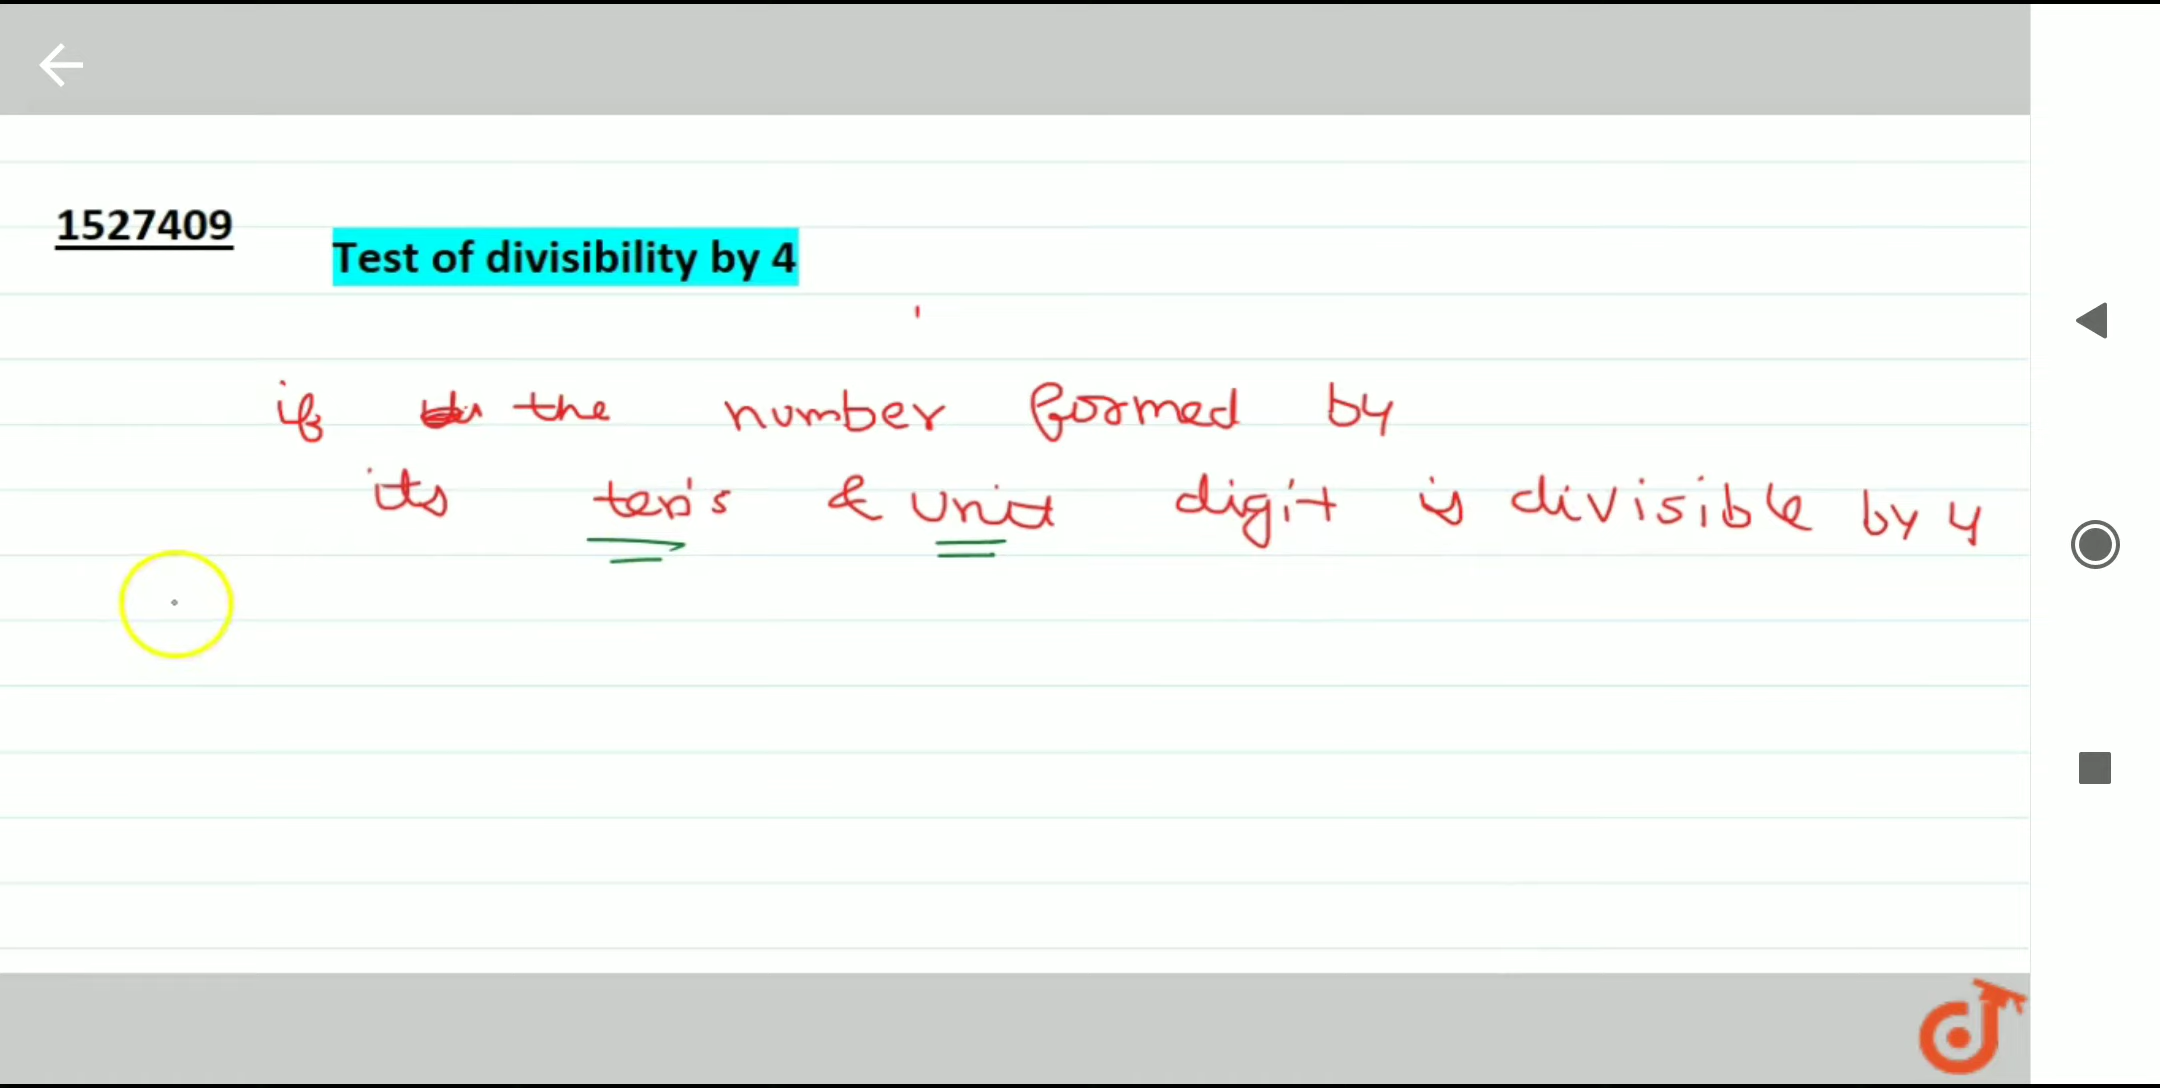 1527409
Test of divisibility by 4
if the number formed by
its ten's & unit digit is divisible by 4